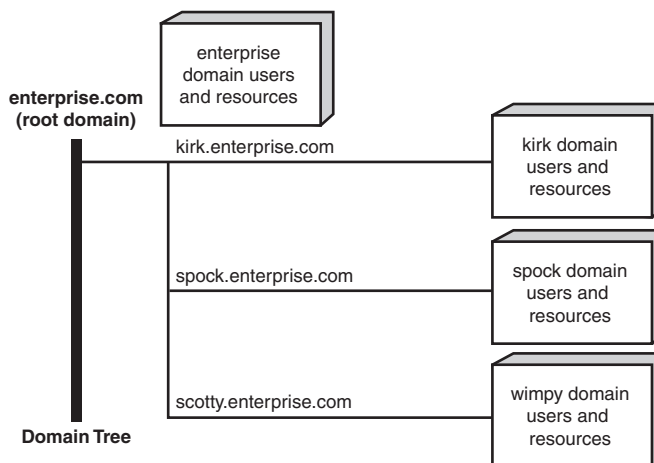 enterprise
domain users
and resources
enterprise.com
(root domain)
kirk.enterprise.com
kirk domain
users and
resources
spock.enterprise.com
spock domain
users and
resources
scotty.enterprise.com
wimpy domain
users and
resources
Domain Tree